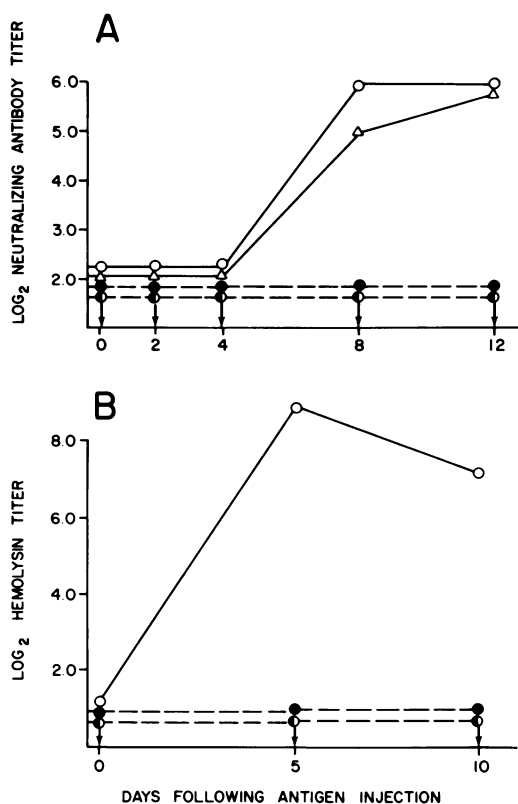 A
LOG2 NEUTRALIZING ANTIBODY TITER
6.0
5.0
4.0
3.0
2.0
0 2 4 8 12
B
LOG2 HEMOLYSIN TITER
8.0
6.0
4.0
2.0
0 5 10
DAYS FOLLOWING ANTIGEN INJECTION